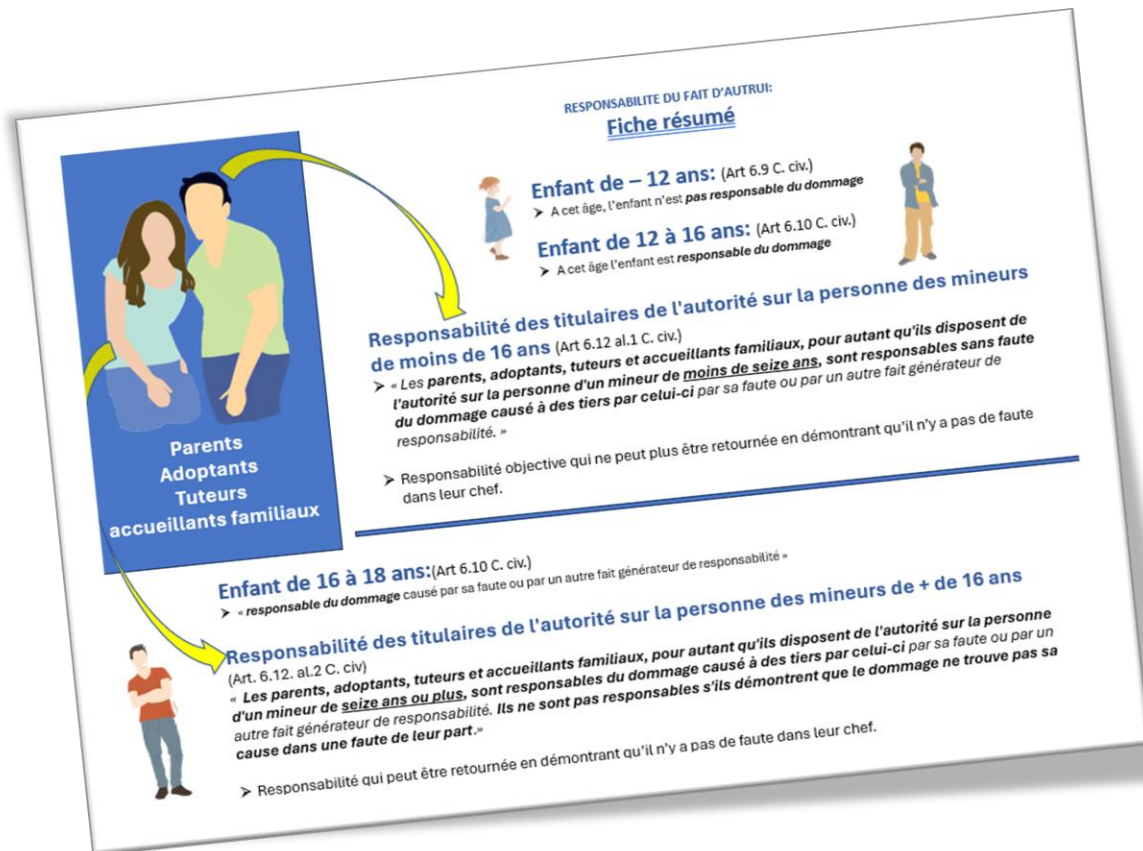 RESPONSABILITE DU FAIT D'AUTRUI:
Fiche résumé
Enfant de – 12 ans: (Art 6.9 C. civ.)
➤ A cet âge, l'enfant n'est pas responsable du dommage
Enfant de 12 à 16 ans: (Art 6.10 C. civ.)
➤ A cet âge l'enfant est responsable du dommage
Responsabilité des titulaires de l'autorité sur la personne des mineurs
de moins de 16 ans (Art 6.12 al.1 C. civ.)
➤ « Les parents, adoptants, tuteurs et accueillants familiaux, pour autant qu'ils disposent de
l'autorité sur la personne d'un mineur de moins de seize ans, sont responsables sans faute
du dommage causé à des tiers par celui-ci par sa faute ou par un autre fait générateur de
responsabilité. »
➤ Responsabilité objective qui ne peut plus être retournée en démontrant qu'il n'y a pas de faute
dans leur chef.
Parents
Adoptants
Tuteurs
accueillants familiaux
Enfant de 16 à 18 ans:(Art 6.10 C. civ.)
➤ « responsable du dommage causé par sa faute ou par un autre fait générateur de responsabilité »
Responsabilité des titulaires de l'autorité sur la personne des mineurs de + de 16 ans
(Art. 6.12. al.2 C. civ)
« Les parents, adoptants, tuteurs et accueillants familiaux, pour autant qu'ils disposent de l'autorité sur la personne
d'un mineur de seize ans ou plus, sont responsables du dommage causé à des tiers par celui-ci par sa faute ou par un
autre fait générateur de responsabilité. Ils ne sont pas responsables s'ils démontrent que le dommage ne trouve pas sa
cause dans une faute de leur part.»
➤ Responsabilité qui peut être retournée en démontrant qu'il n'y a pas de faute dans leur chef.